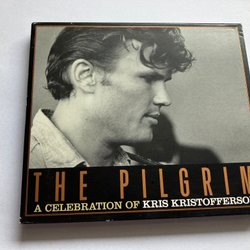 THE PILGRIM
A CELEBRATION OF KRIS KRISTOFFERSON